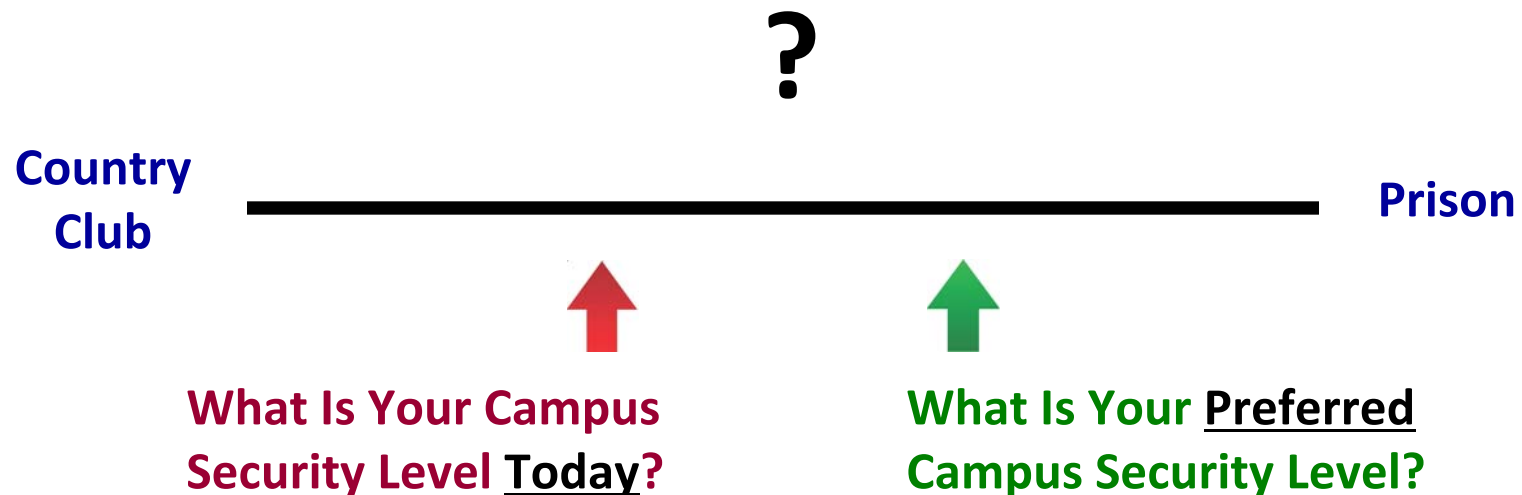 ?
Country
Club
Prison
What Is Your Campus
Security Level Today?
What Is Your Preferred
Campus Security Level?